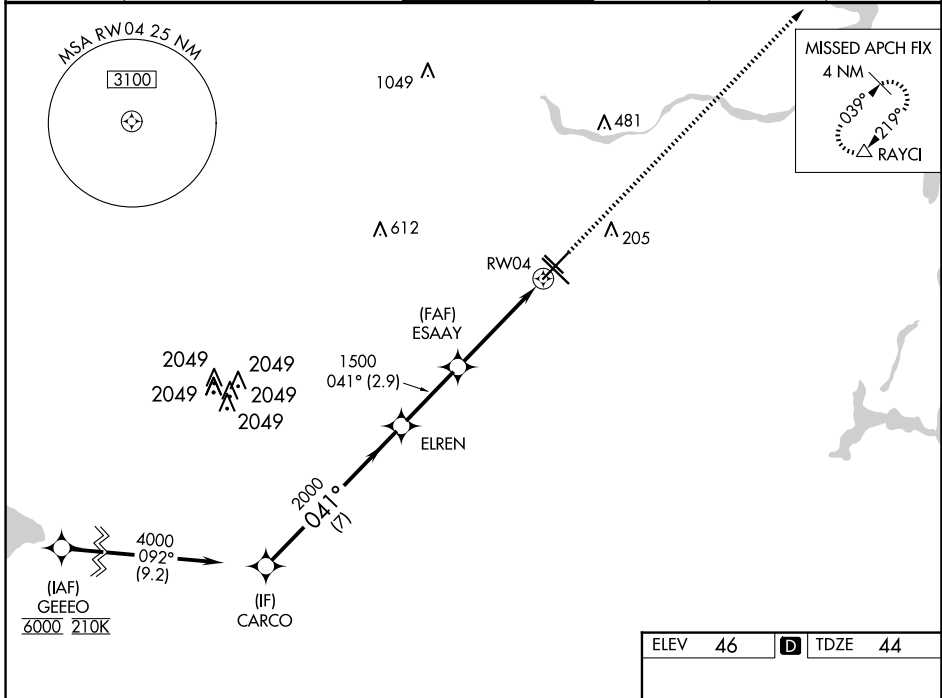 MSA RW04 25 NM
3100
1049
481
MISSED APCH FIX
4 NM
039°
219°
RAYCI
612
205
RW04
(FAF)
ESAAY
2049
2049
2049
2049
2049
1500
041° (2.9)
ELREN
2000
041°
(7)
4000
092°
(9.2)
(IAF)
GEEEO
6000 210K
(IF)
CARCO
ELEV 46 D TDZE 44